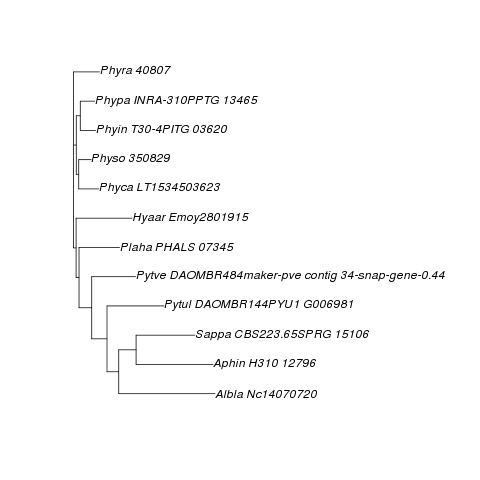 Phyra 40807
Phypa INRA-310PPTG 13465
Phyin T30-4PITG 03620
Physo 350829
Phyca LT1534503623
Hyaar Emoy2801915
Plaha PHALS 07345
Pytve DAOMBR484maker-pve contig 34-snap-gene-0.44
Pytul DAOMBR144PYU1 G006981
Sappa CBS223.65SPRG 15106
Aphin H310 12796
Albla Nc14070720